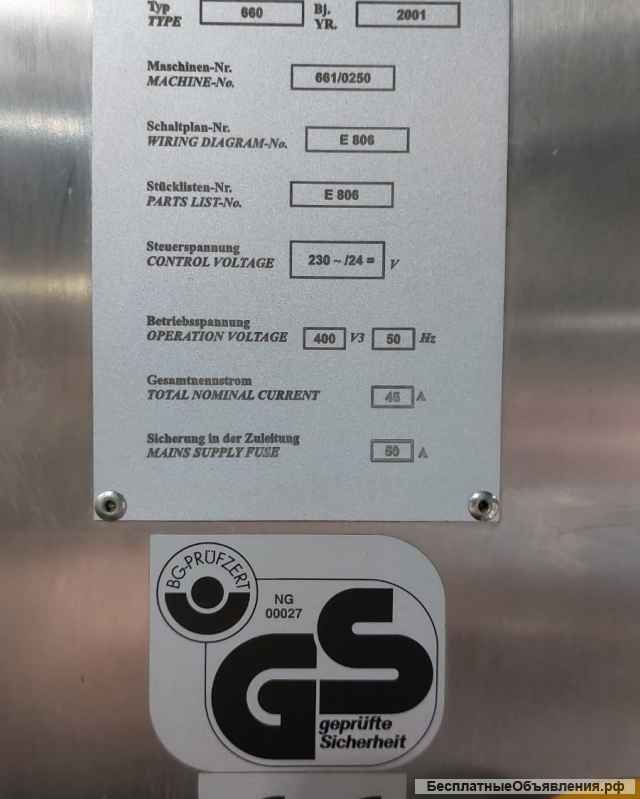 Typ 660 Bj. 2001
TYPE YR.
Maschinen-Nr. 661/0250
MACHINE-No.
Schaltplan-Nr. E 806
WIRING DIAGRAM-No.
Stücklisten-Nr. E 806
PARTS LIST-No.
Steuerspannung
CONTROL VOLTAGE 230 ~ /24 = V
Betriebsspannung
OPERATION VOLTAGE 400 V3 50 Hz
Gesamtnennstrom
TOTAL NOMINAL CURRENT A
Sicherung in der Zuleitung
MAINS SUPPLY FUSE A
BG-PRÜFZERT
NG
00027
GS
geprüfte
Sicherheit
БесплатныеОбъявления.рф